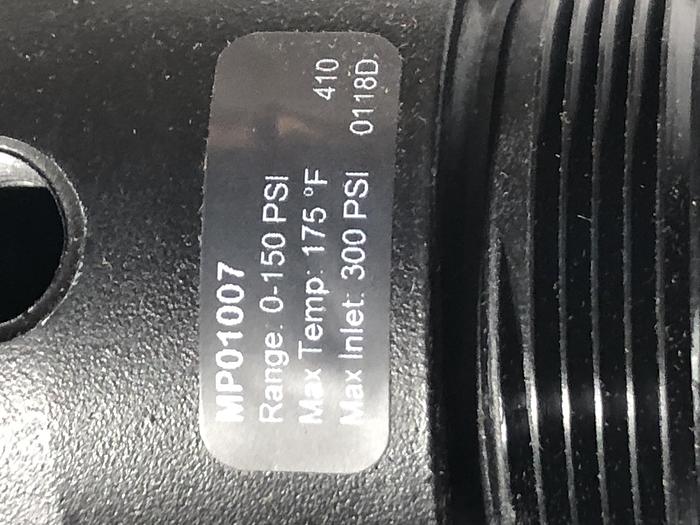 MP01007
Range: 0-150 PSI
Max Temp: 175 °F 410
Max Inlet: 300 PSI 0118D